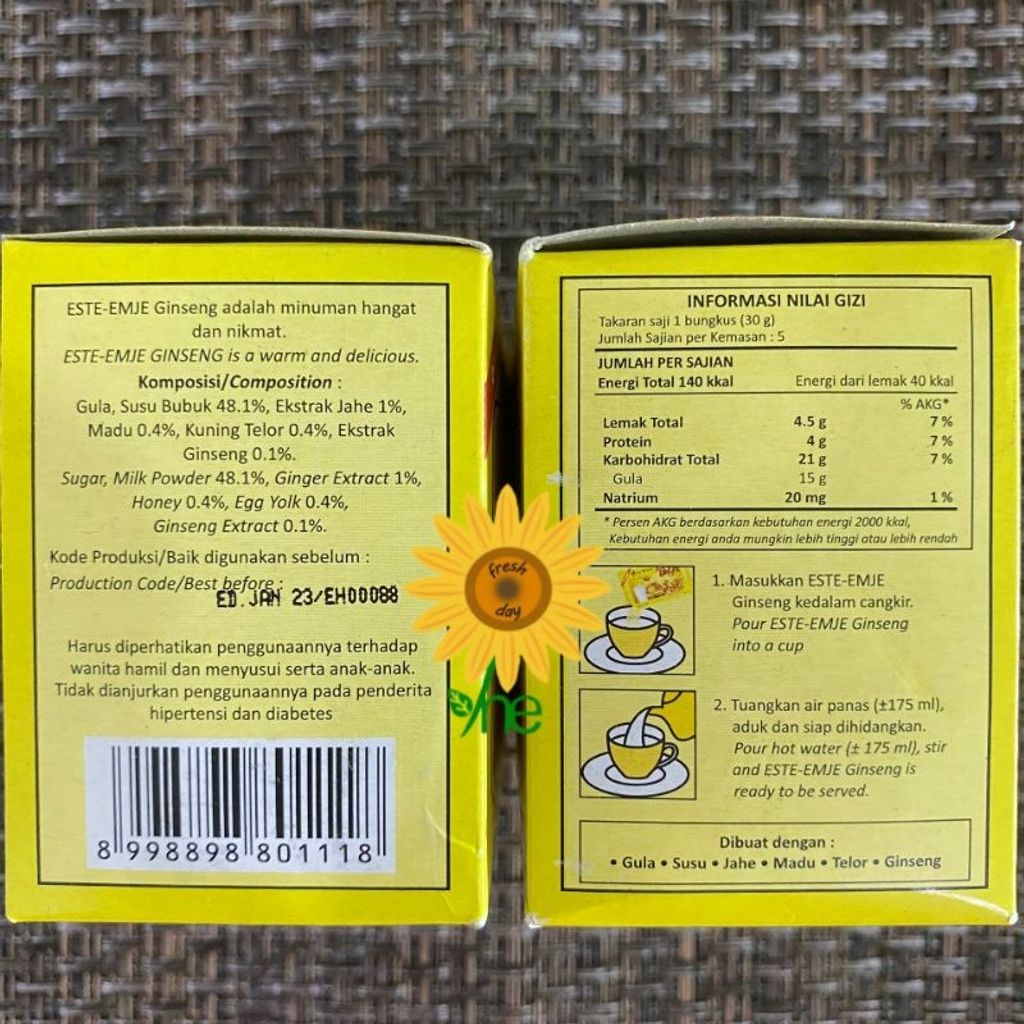 ESTE-EMJE Ginseng adalah minuman hangat
dan nikmat.
ESTE-EMJE GINSENG is a warm and delicious.
Komposisi/Composition :
Gula, Susu Bubuk 48.1%, Ekstrak Jahe 1%,
Madu 0.4%, Kuning Telor 0.4%, Ekstrak
Ginseng 0.1%.
Sugar, Milk Powder 48.1%, Ginger Extract 1%,
Honey 0.4%, Egg Yolk 0.4%,
Ginseng Extract 0.1%.
Kode Produksi/Baik digunakan sebelum :
Production Code/Best before :
ED.JAN 23/EH00088
Harus diperhatikan penggunaannya terhadap
wanita hamil dan menyusui serta anak-anak.
Tidak dianjurkan penggunaannya pada penderita
hipertensi dan diabetes
8 998898 801118
fresh
day
he
INFORMASI NILAI GIZI
Takaran saji 1 bungkus (30 g)
Jumlah Sajian per Kemasan : 5
JUMLAH PER SAJIAN
Energi Total 140 kkal Energi dari lemak 40 kkal
% AKG*
Lemak Total 4.5 g 7 %
Protein 4 g 7 %
Karbohidrat Total 21 g 7 %
Gula 15 g
Natrium 20 mg 1 %
* Persen AKG berdasarkan kebutuhan energi 2000 kkal,
Kebutuhan energi anda mungkin lebih tinggi atau lebih rendah
1. Masukkan ESTE-EMJE
Ginseng kedalam cangkir.
Pour ESTE-EMJE Ginseng
into a cup
2. Tuangkan air panas (±175 ml),
aduk dan siap dihidangkan.
Pour hot water (± 175 ml), stir
and ESTE-EMJE Ginseng is
ready to be served.
Dibuat dengan :
• Gula • Susu • Jahe • Madu • Telor • Ginseng